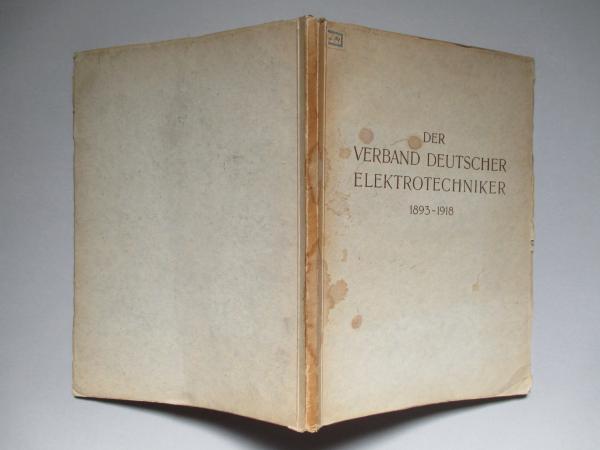 DER
VERBAND DEUTSCHER
ELEKTROTECHNIKER
1893-1918